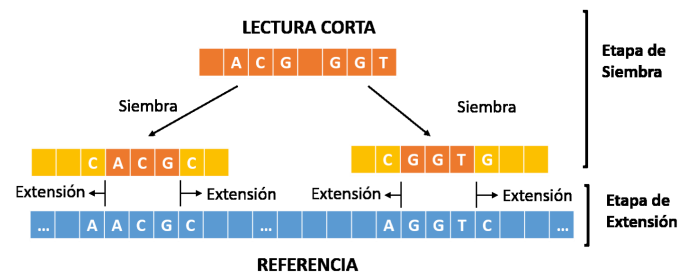 LECTURA CORTA
A C G G G T
Etapa de
Siembra
Siembra
Siembra
C A C G C
C G G T G
Extensión
Extensión
Extensión
Extensión
Etapa de
Extensión
... A A C G C ... A G G T C ...
REFERENCIA